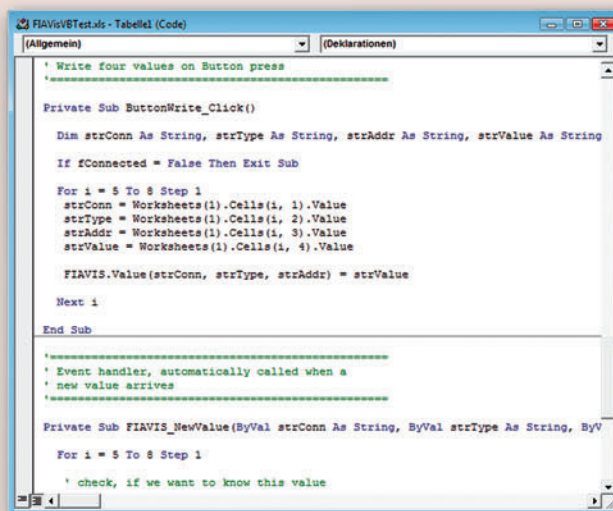 FIAVisVBTest.xls - Tabelle1 (Code)
(Allgemein) (Deklarationen)
' Write four values on Button press
'=================================================
Private Sub ButtonWrite_Click()
Dim strConn As String, strType As String, strAddr As String, strValue As String
If fConnected = False Then Exit Sub
For i = 5 To 8 Step 1
strConn = Worksheets(1).Cells(i, 1).Value
strType = Worksheets(1).Cells(i, 2).Value
strAddr = Worksheets(1).Cells(i, 3).Value
strValue = Worksheets(1).Cells(i, 4).Value
FIAVIS.Value(strConn, strType, strAddr) = strValue
Next i
End Sub
'=================================================
' Event handler, automatically called when a
' new value arrives
'=================================================
Private Sub FIAVIS_NewValue(ByVal strConn As String, ByVal strType As String, ByV
For i = 5 To 8 Step 1
' check, if we want to know this value